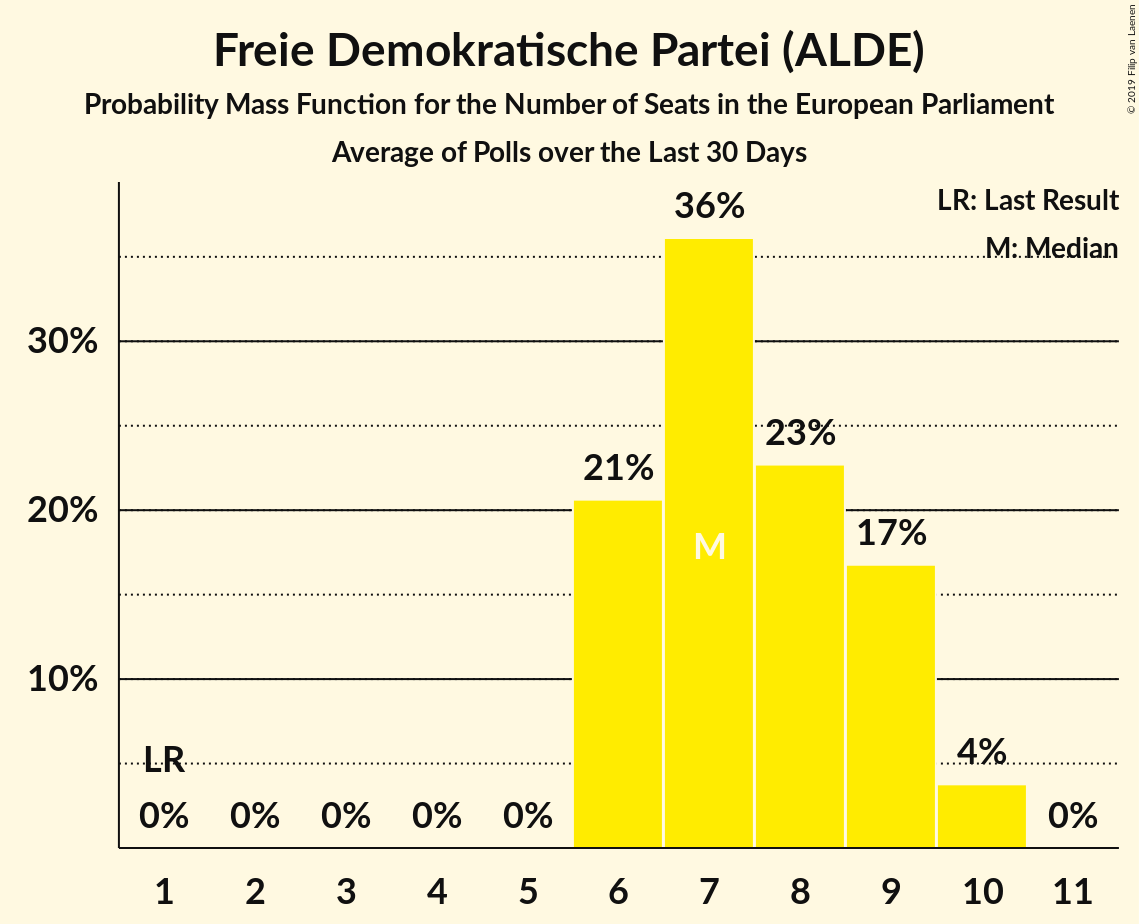 Freie Demokratische Partei (ALDE)
Probability Mass Function for the Number of Seats in the European Parliament
Average of Polls over the Last 30 Days
© 2019 Filip van Laenen
LR: Last Result
M: Median
36%
30%
23%
21%
20%
17%
M
10%
LR
4%
0% 0% 0% 0% 0% 0%
1 2 3 4 5 6 7 8 9 10 11